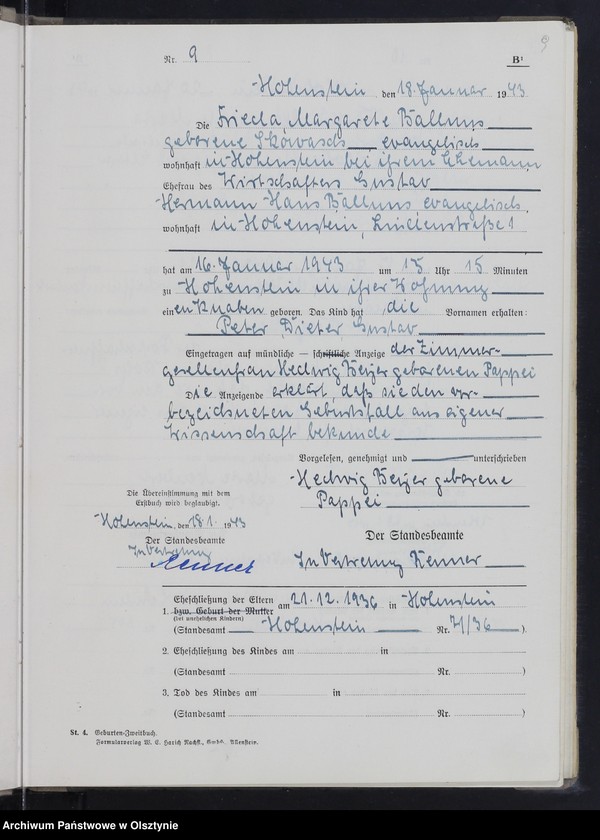 Nr. 9
9
B¹
Hohenstein den 18. Januar 1943
Die Frieda, Margarete Balluns
geborene Skowasch evangelisch
wohnhaft in Hohenstein bei ihrem Ehemann
Ehefrau des Wirtschafters Gustav
Hermann Hans Balluns, evangelisch,
wohnhaft in Hohenstein, Lindenstraße 1
hat am 16. Januar 1943 um 15 Uhr 15 Minuten
zu Hohenstein in ihrer Wohnung
einen Knaben geboren. Das Kind hat die Vornamen erhalten:
Peter, Dieter, Gustav
Eingetragen auf mündliche — schriftliche Anzeige der Zimmer-
gesellenfrau Hedwig geborenen Pappei
Die Anzeigende erklärt, daß sie den vor-
bezeichneten Geburtsfall aus eigener
Wissenschaft bekunde
Vorgelesen, genehmigt und unterschrieben
Hedwig geborene
Pappei
Die Übereinstimmung mit dem
Erstbuch wird beglaubigt.
Hohenstein, den 18.1. 1943
Der Standesbeamte
In Vertretung
Renner
Der Standesbeamte
In Vertretung Renner
1. Eheschließung der Eltern
bzw. Geburt der Mutter am 21.12.1936 in Hohenstein
(bei unehelichen Kindern)
(Standesamt Hohenstein Nr. 71/36 ).
2. Eheschließung des Kindes am in
(Standesamt Nr. )
3. Tod des Kindes am in
(Standesamt Nr. )
St. 4. Geburten-Zweitbuch.
Formularverlag W. E. Harich Nachfl., GmbH. Allenstein.
Archiwum Państwowe w Olsztynie